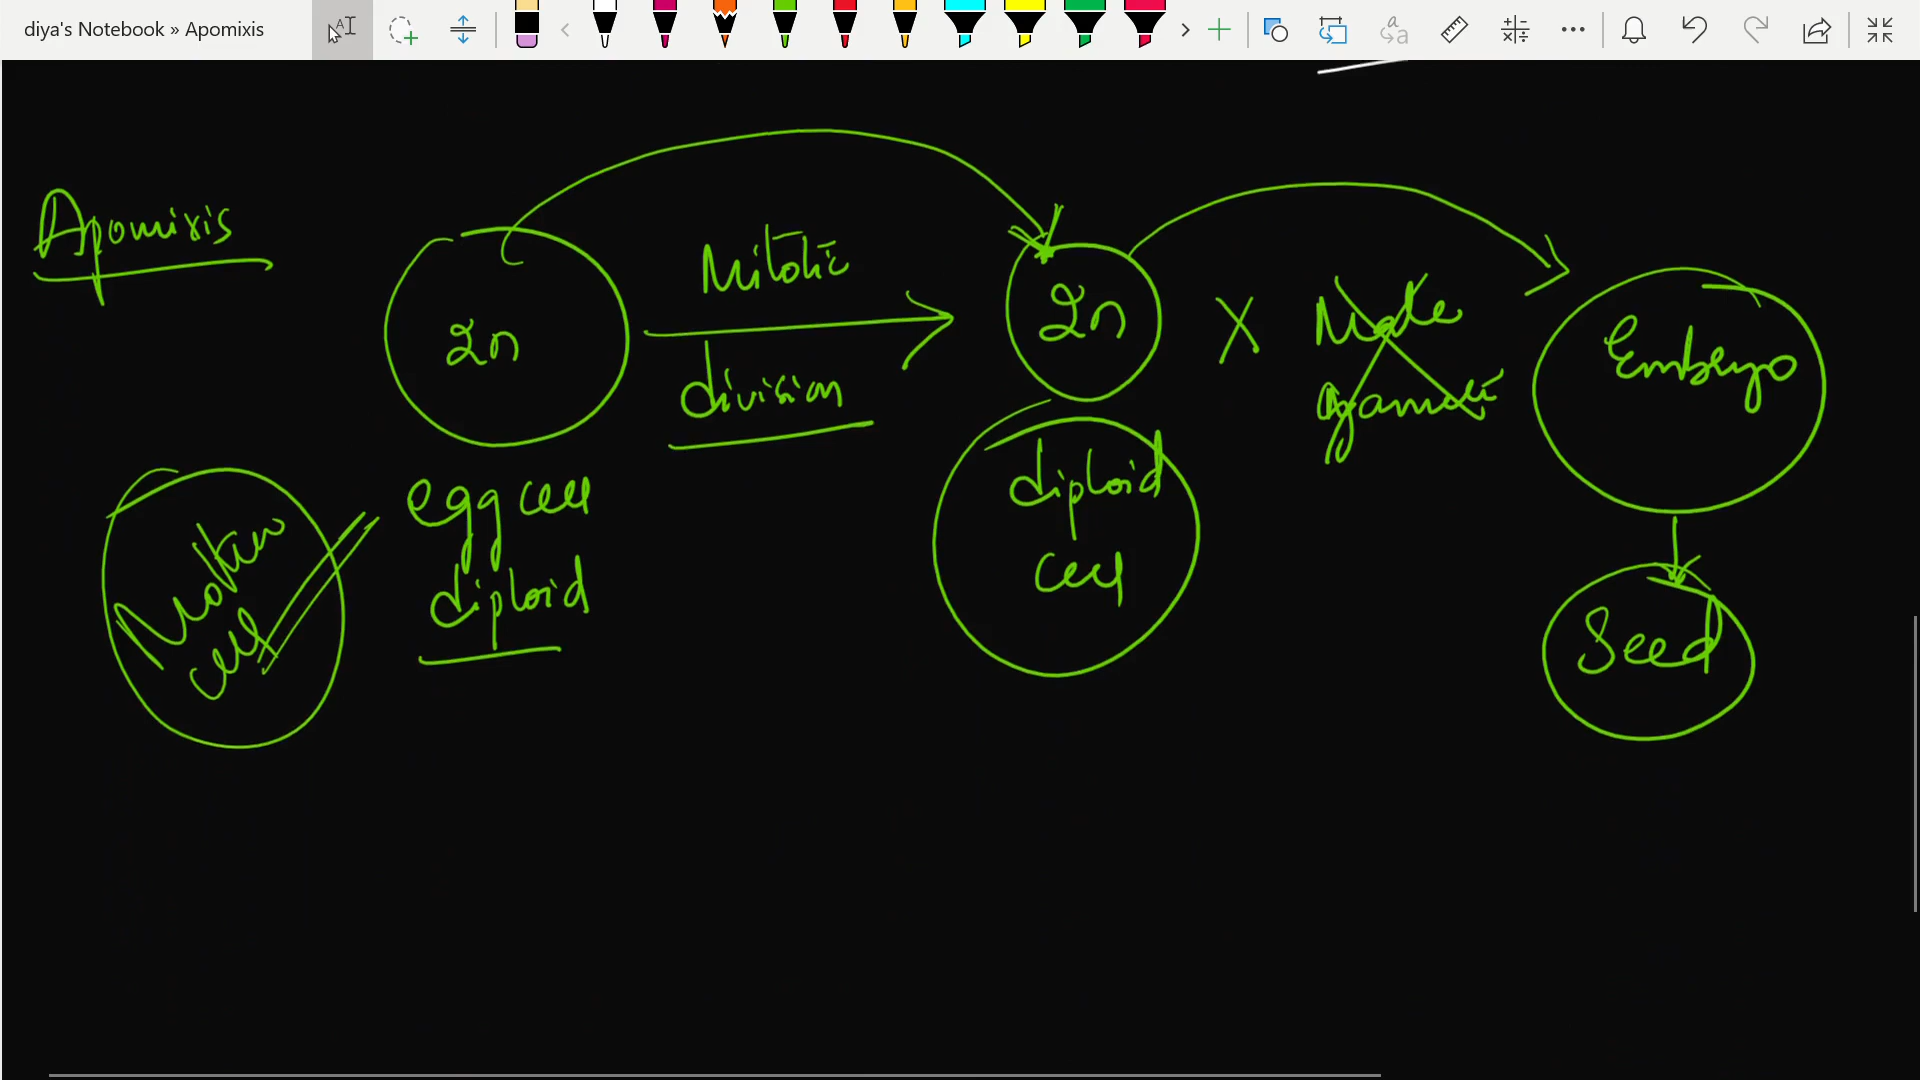 diya's Notebook » Apomixis
Apomixis
2n
Mitotic
division
2n
X
Male
gamete
Embryo
Mother
cell
egg cell
diploid
diploid
cell
Seed